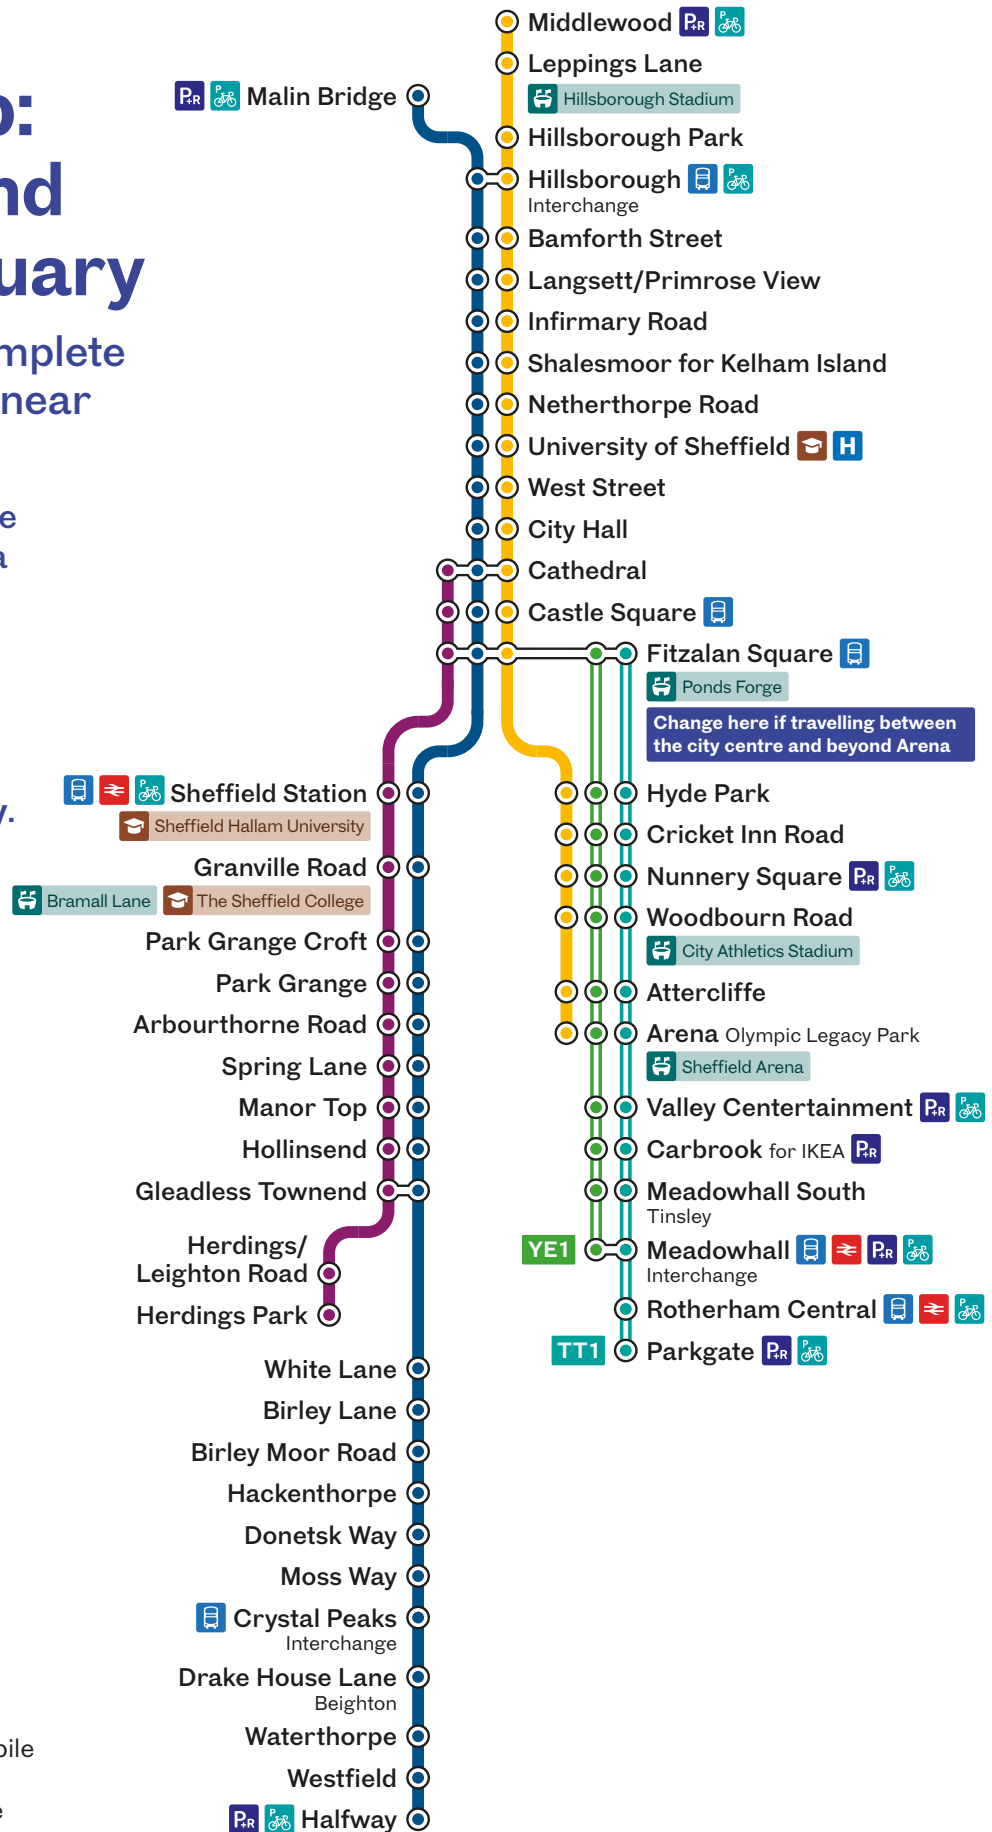 Middlewood P+R P
Leppings Lane
Hillsborough Stadium
P+R P Malin Bridge
Hillsborough Park
Hillsborough P
Interchange
Bamforth Street
Langsett/Primrose View
Infirmary Road
Shalesmoor for Kelham Island
Netherthorpe Road
University of Sheffield H
West Street
City Hall
Cathedral
Castle Square
Fitzalan Square
Ponds Forge
Change here if travelling between
the city centre and beyond Arena
P Sheffield Station
Sheffield Hallam University
Granville Road
Bramall Lane The Sheffield College
Park Grange Croft
Park Grange
Arbourthorne Road
Spring Lane
Manor Top
Hollinsend
Gleadless Townend
Herdings/
Leighton Road
Herdings Park
Hyde Park
Cricket Inn Road
Nunnery Square P+R P
Woodbourn Road
City Athletics Stadium
Attercliffe
Arena Olympic Legacy Park
Sheffield Arena
Valley Centertainment P+R P
Carbrook for IKEA P+R
Meadowhall South
Tinsley
YE1 Meadowhall P+R P
Interchange
Rotherham Central P
TT1 Parkgate P+R P
White Lane
Birley Lane
Birley Moor Road
Hackenthorpe
Donetsk Way
Moss Way
Crystal Peaks
Interchange
Drake House Lane
Beighton
Waterthorpe
Westfield
P+R P Halfway
near